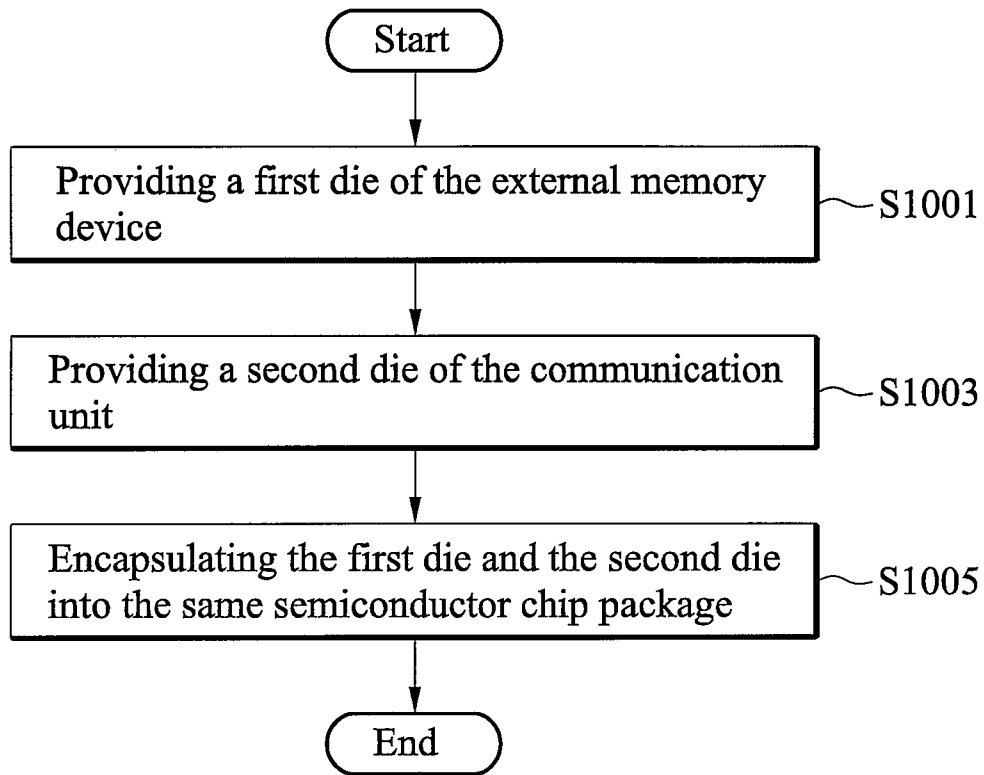 Start
Providing a first die of the external memory
device
S1001
Providing a second die of the communication
unit
S1003
Encapsulating the first die and the second die
into the same semiconductor chip package
S1005
End